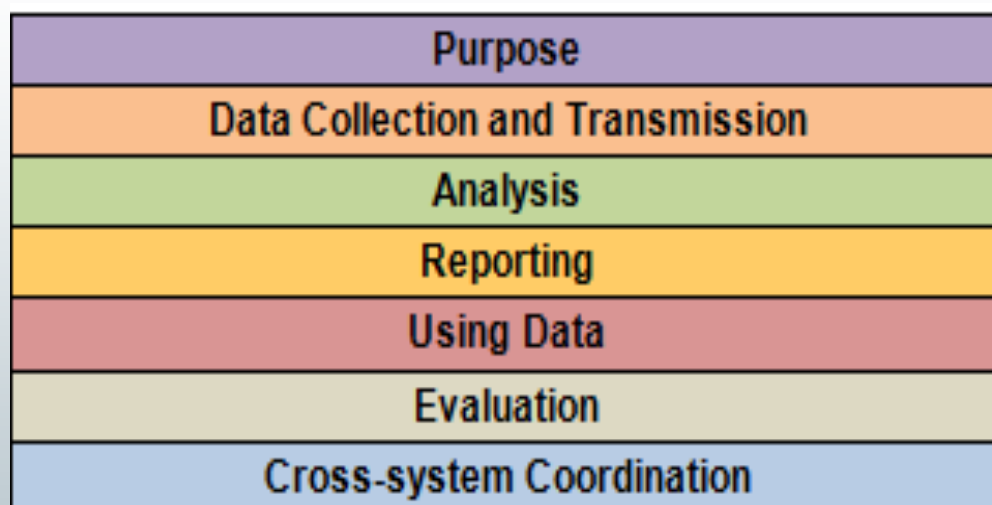 Purpose
Data Collection and Transmission
Analysis
Reporting
Using Data
Evaluation
Cross-system Coordination